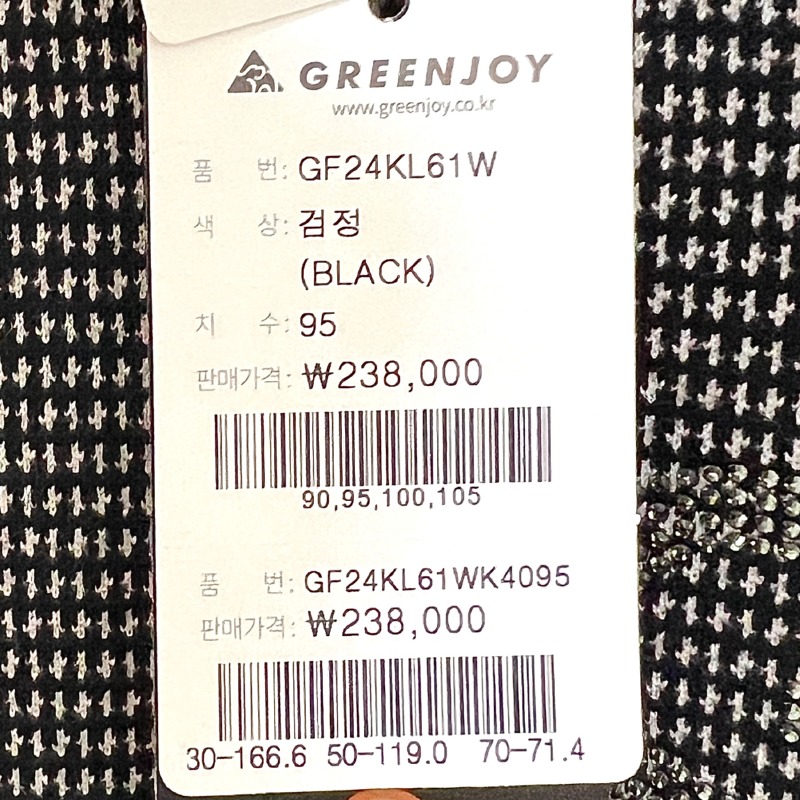 GREENJOY
www.greenjoy.co.kr
품 번: GF24KL61W
색 상: 검정
(BLACK)
치 수: 95
판매가격: ₩238,000
90,95,100,105
품 번: GF24KL61WK4095
판매가격: ₩238,000
30-166.6 50-119.0 70-71.4